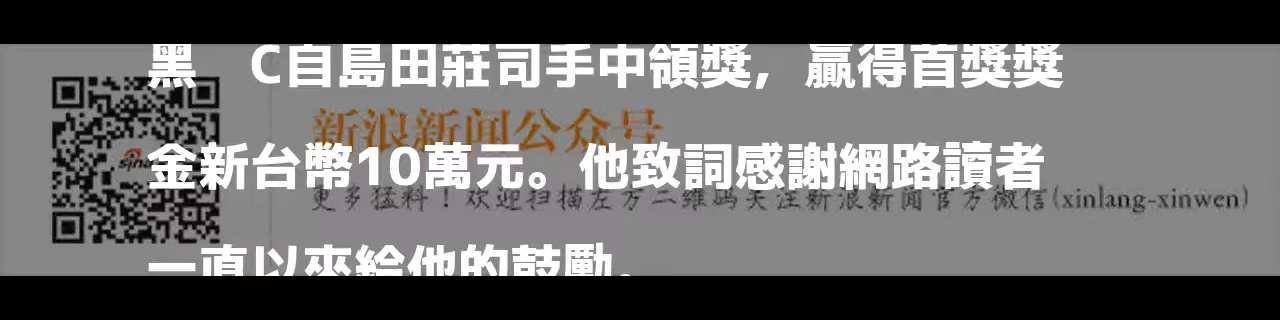 黑　C自島田莊司手中領獎，贏得首獎獎
新浪新闻公众号
金新台幣10萬元。他致詞感謝網路讀者
更多猛料！欢迎扫描左方二维码关注新浪新闻官方微信(xinlang-xinwen)
一直以來給他的鼓勵。